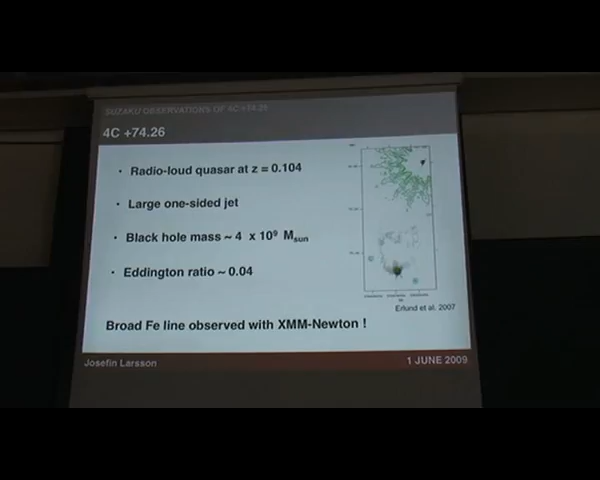 SUZAKU OBSERVATIONS OF 4C+74.26
4C +74.26
• Radio-loud quasar at z = 0.104
• Large one-sided jet
• Black hole mass ~ 4 x 10⁹ Msun
• Eddington ratio ~ 0.04
Erlund et al. 2007
Broad Fe line observed with XMM-Newton !
Josefin Larsson
1 JUNE 2009